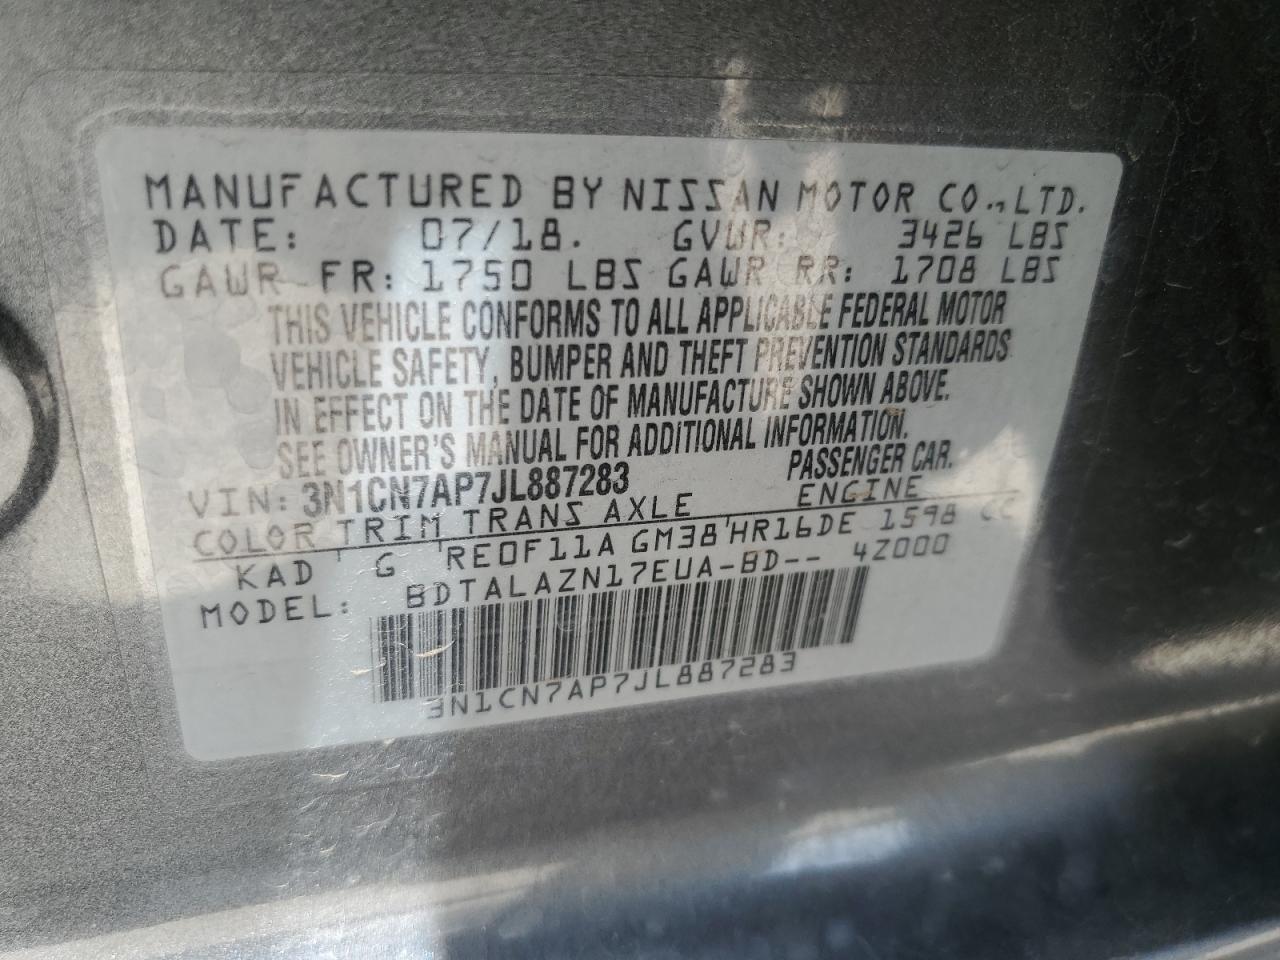 MANUFACTURED BY NISSAN MOTOR CO., LTD.
DATE: 07/18. GVWR: 3426 LBS
GAWR FR: 1750 LBS GAWR RR: 1708 LBS
THIS VEHICLE CONFORMS TO ALL APPLICABLE FEDERAL MOTOR
VEHICLE SAFETY, BUMPER AND THEFT PREVENTION STANDARDS
IN EFFECT ON THE DATE OF MANUFACTURE SHOWN ABOVE.
SEE OWNER'S MANUAL FOR ADDITIONAL INFORMATION.
VIN: 3N1CN7AP7JL887283 PASSENGER CAR.
COLOR TRIM TRANS AXLE ENGINE
KAD G RE0F11A GM38 HR16DE 1598 CC
MODEL: BDTALAZN17EUA-BD-- 4Z000
3N1CN7AP7JL887283